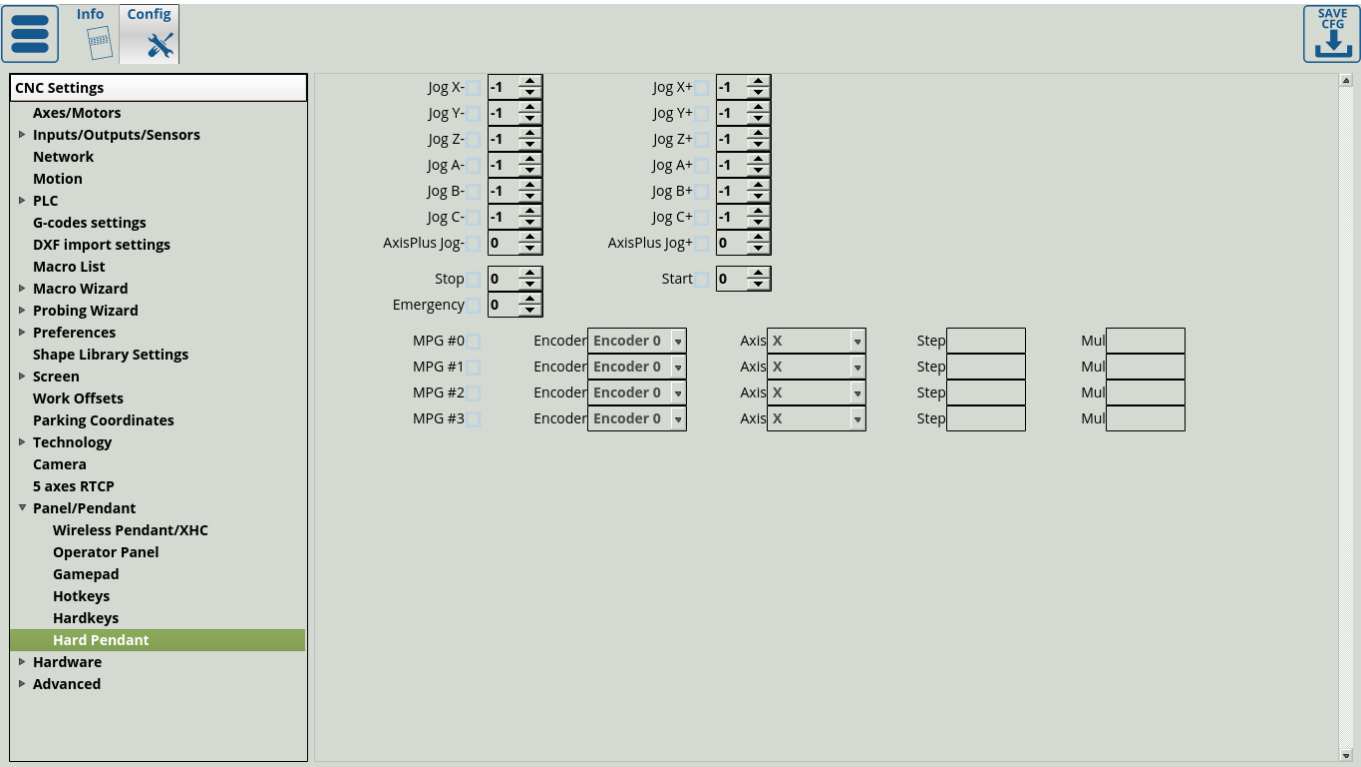 Info
Config
SAVE
CFG
CNC Settings
Axes/Motors
Inputs/Outputs/Sensors
Network
Motion
PLC
G-codes settings
DXF import settings
Macro List
Macro Wizard
Probing Wizard
Preferences
Shape Library Settings
Screen
Work Offsets
Parking Coordinates
Technology
Camera
5 axes RTCP
Panel/Pendant
Wireless Pendant/XHC
Operator Panel
Gamepad
Hotkeys
Hardkeys
Hard Pendant
Hardware
Advanced
Jog X- -1 Jog X+ -1
Jog Y- -1 Jog Y+ -1
Jog Z- -1 Jog Z+ -1
Jog A- -1 Jog A+ -1
Jog B- -1 Jog B+ -1
Jog C- -1 Jog C+ -1
AxisPlus Jog- 0 AxisPlus Jog+ 0
Stop 0 Start 0
Emergency 0
MPG #0 Encoder Encoder 0 Axis X Step Mul
MPG #1 Encoder Encoder 0 Axis X Step Mul
MPG #2 Encoder Encoder 0 Axis X Step Mul
MPG #3 Encoder Encoder 0 Axis X Step Mul